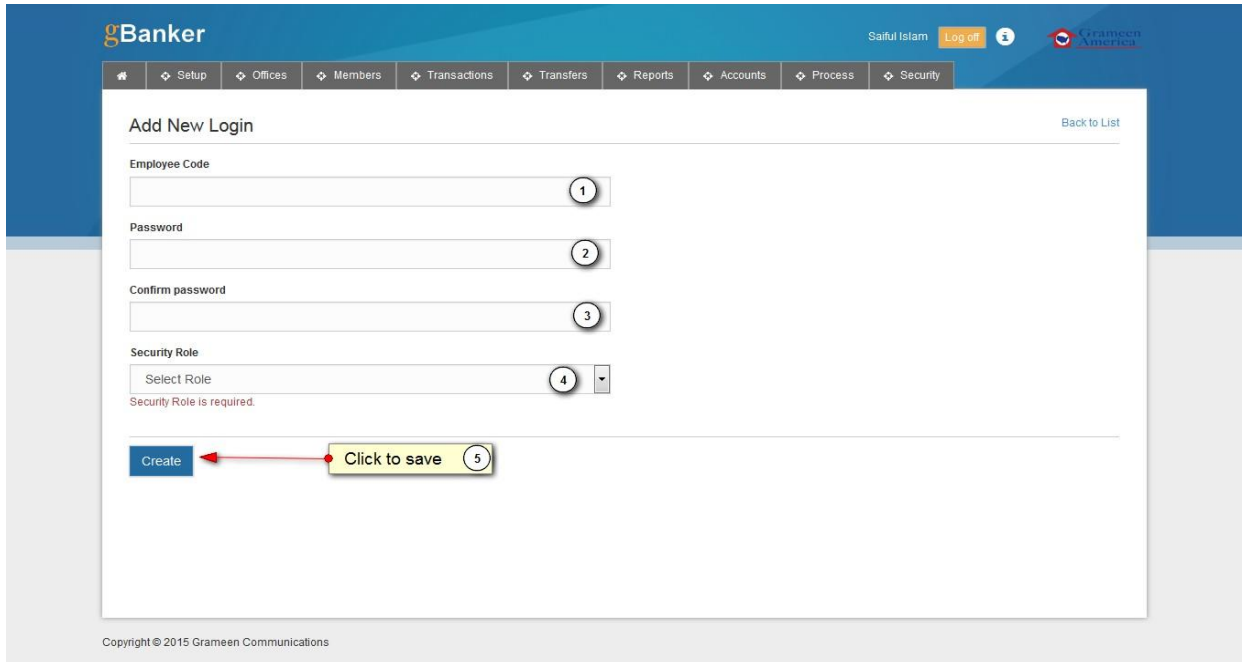 gBanker
Saiful Islam Log off i Grameen America
Setup Offices Members Transactions Transfers Reports Accounts Process Security
Add New Login Back to List
Employee Code
1
Password
2
Confirm password
3
Security Role
Select Role 4
Security Role is required.
Create Click to save 5
Copyright © 2015 Grameen Communications